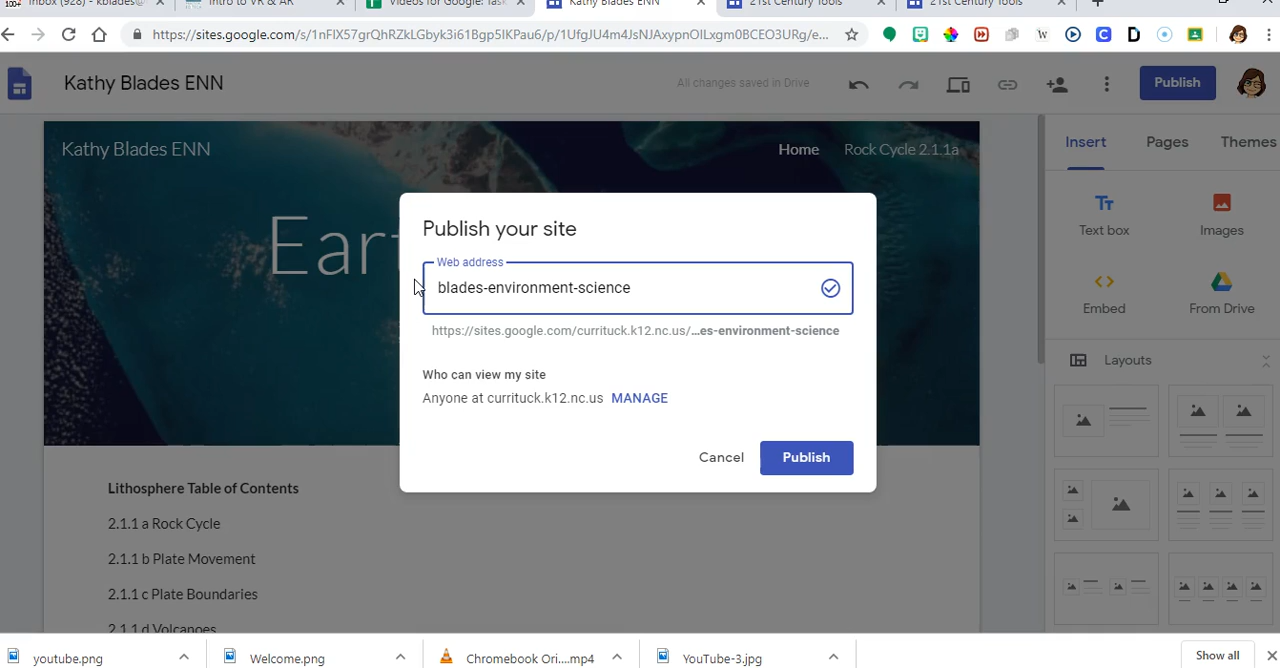 Inbox (928) - kblades@
Intro to VR & AR
Videos for Google: Task
Kathy Blades ENN
21st Century Tools
21st Century Tools
https://sites.google.com/s/1nFIX57grQhRZkLGbyk3i61Bgp5IKPau6/p/1UfgJU4m4JsNJAxypnOILxgm0BCEO3URg/e...
Kathy Blades ENN
All changes saved in Drive
Publish
Kathy Blades ENN
Home
Rock Cycle 2.1.1a
Insert
Pages
Themes
Text box
Images
Embed
From Drive
Layouts
Publish your site
Web address
blades-environment-science
https://sites.google.com/currituck.k12.nc.us/...es-environment-science
Who can view my site
Anyone at currituck.k12.nc.us MANAGE
Cancel
Publish
Lithosphere Table of Contents
2.1.1 a Rock Cycle
2.1.1 b Plate Movement
2.1.1 c Plate Boundaries
2.1.1 d Volcanoes
youtube.png
Welcome.png
Chromebook Ori....mp4
YouTube-3.jpg
Show all